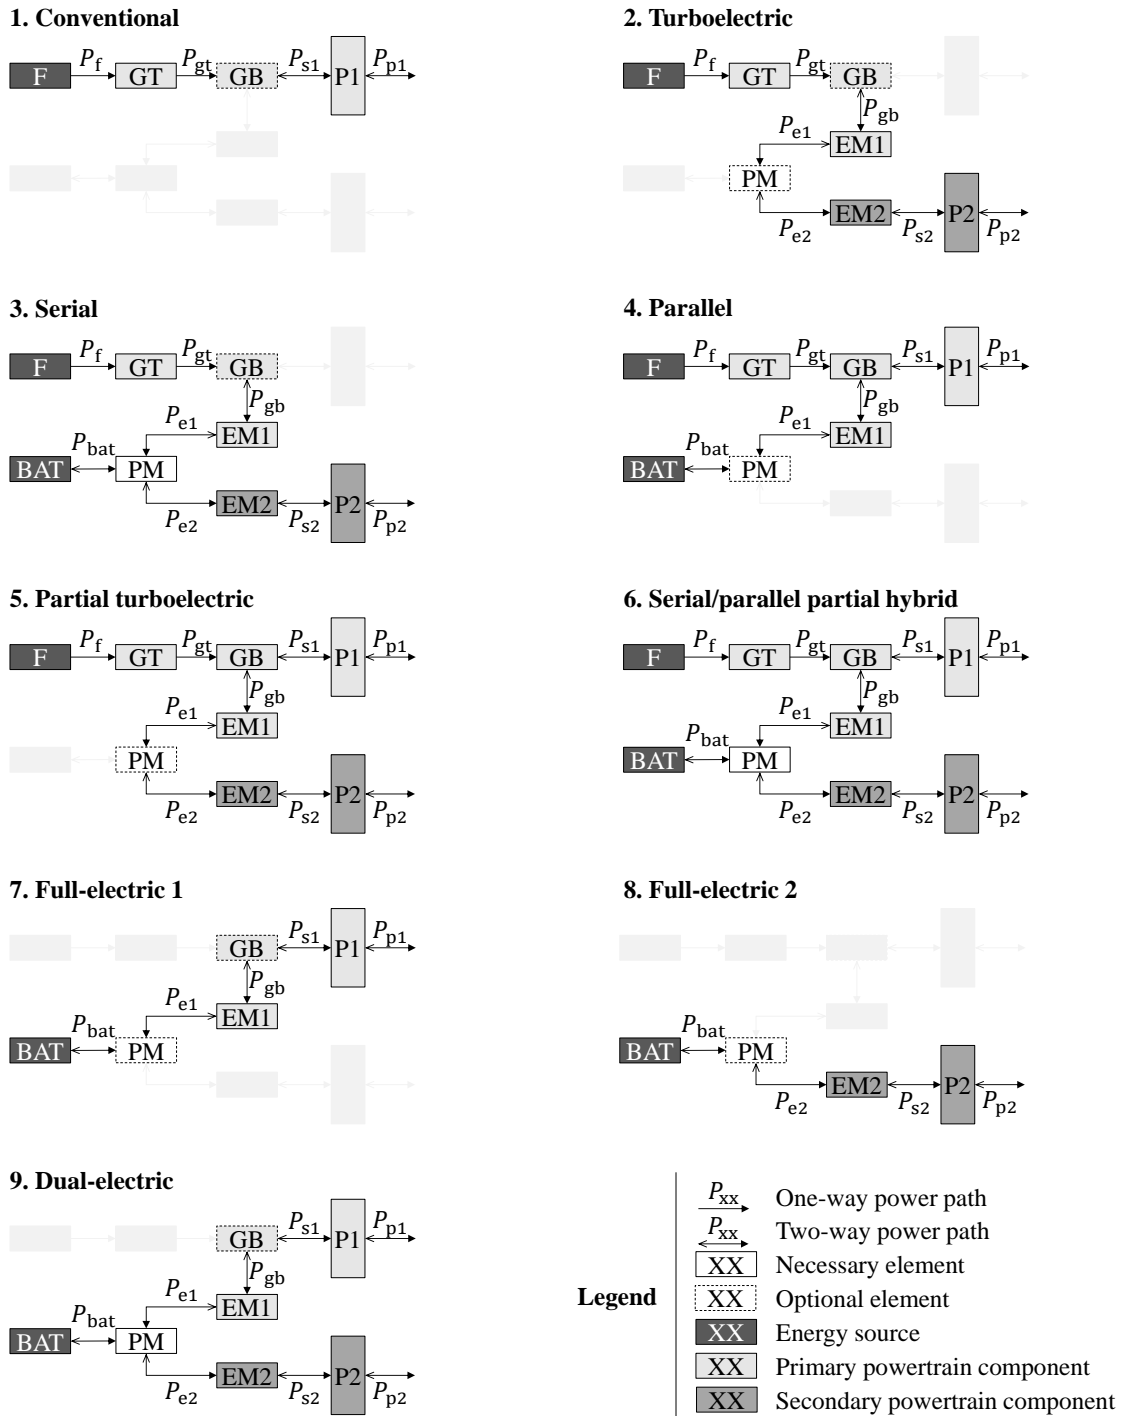 1. Conventional
F P_f GT P_gt GB P_s1 P1 P_p1
2. Turboelectric
F P_f GT P_gt GB
P_gb
P_e1 EM1
PM
P_e2 EM2 P_s2 P2 P_p2
3. Serial
F P_f GT P_gt GB
P_gb
P_e1 EM1
BAT P_bat PM
P_e2 EM2 P_s2 P2 P_p2
4. Parallel
F P_f GT P_gt GB P_s1 P1 P_p1
P_gb
P_e1 EM1
BAT P_bat PM
5. Partial turboelectric
F P_f GT P_gt GB P_s1 P1 P_p1
P_gb
P_e1 EM1
PM
P_e2 EM2 P_s2 P2 P_p2
6. Serial/parallel partial hybrid
F P_f GT P_gt GB P_s1 P1 P_p1
P_gb
P_e1 EM1
BAT P_bat PM
P_e2 EM2 P_s2 P2 P_p2
7. Full-electric 1
GB P_s1 P1 P_p1
P_gb
P_e1 EM1
BAT P_bat PM
8. Full-electric 2
BAT P_bat PM
P_e2 EM2 P_s2 P2 P_p2
9. Dual-electric
GB P_s1 P1 P_p1
P_gb
P_e1 EM1
BAT P_bat PM
P_e2 EM2 P_s2 P2 P_p2
Legend
P_xx One-way power path
P_xx Two-way power path
XX Necessary element
XX Optional element
XX Energy source
XX Primary powertrain component
XX Secondary powertrain component